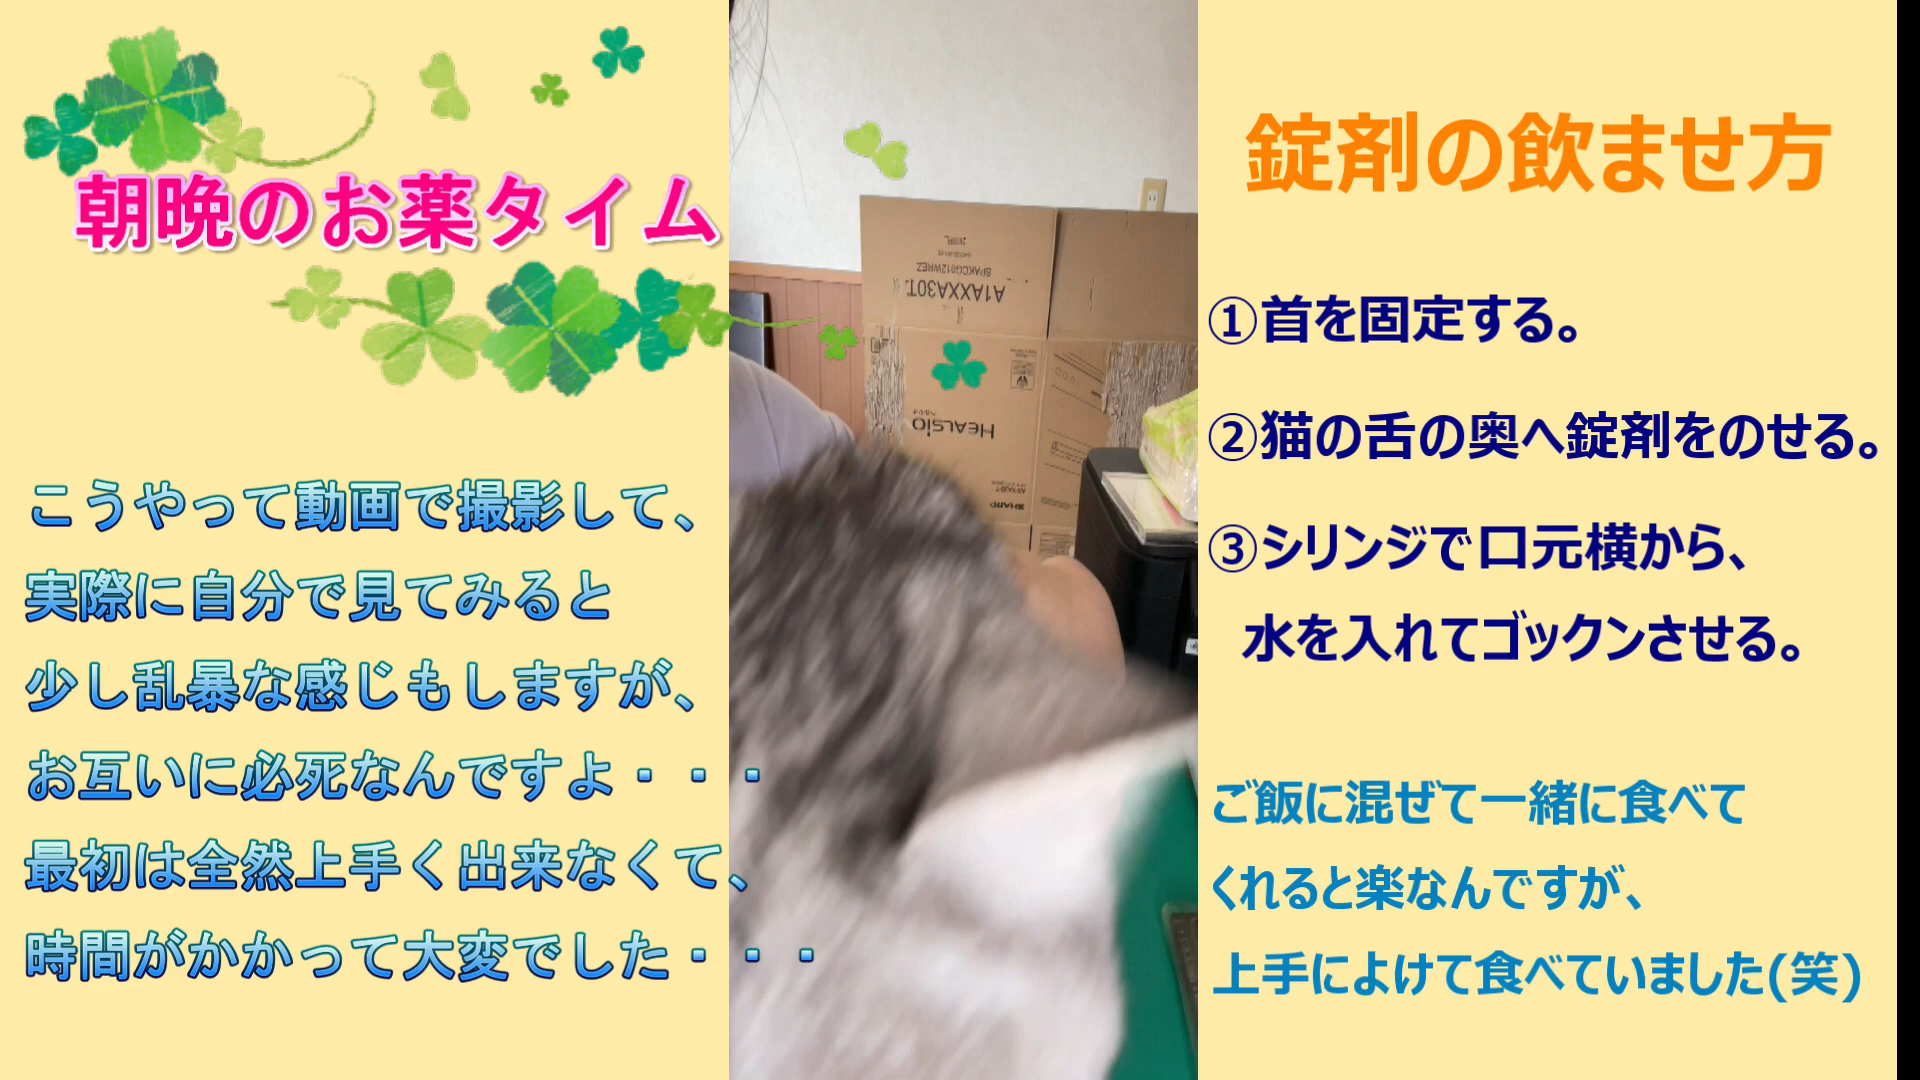 朝晩のお薬タイム
こうやって動画で撮影して、
実際に自分で見てみると
少し乱暴な感じもしますが、
お互いに必死なんですよ・・・
最初は全然上手く出来なくて、
時間がかかって大変でした・・・
BPAKCG012WREZ
A1AXXA30T
HEALSiO
ヘルシオ
SHARP
錠剤の飲ませ方
①首を固定する。
②猫の舌の奥へ錠剤をのせる。
③シリンジで口元横から、
水を入れてゴックンさせる。
ご飯に混ぜて一緒に食べて
くれると楽なんですが、
上手によけて食べていました(笑)